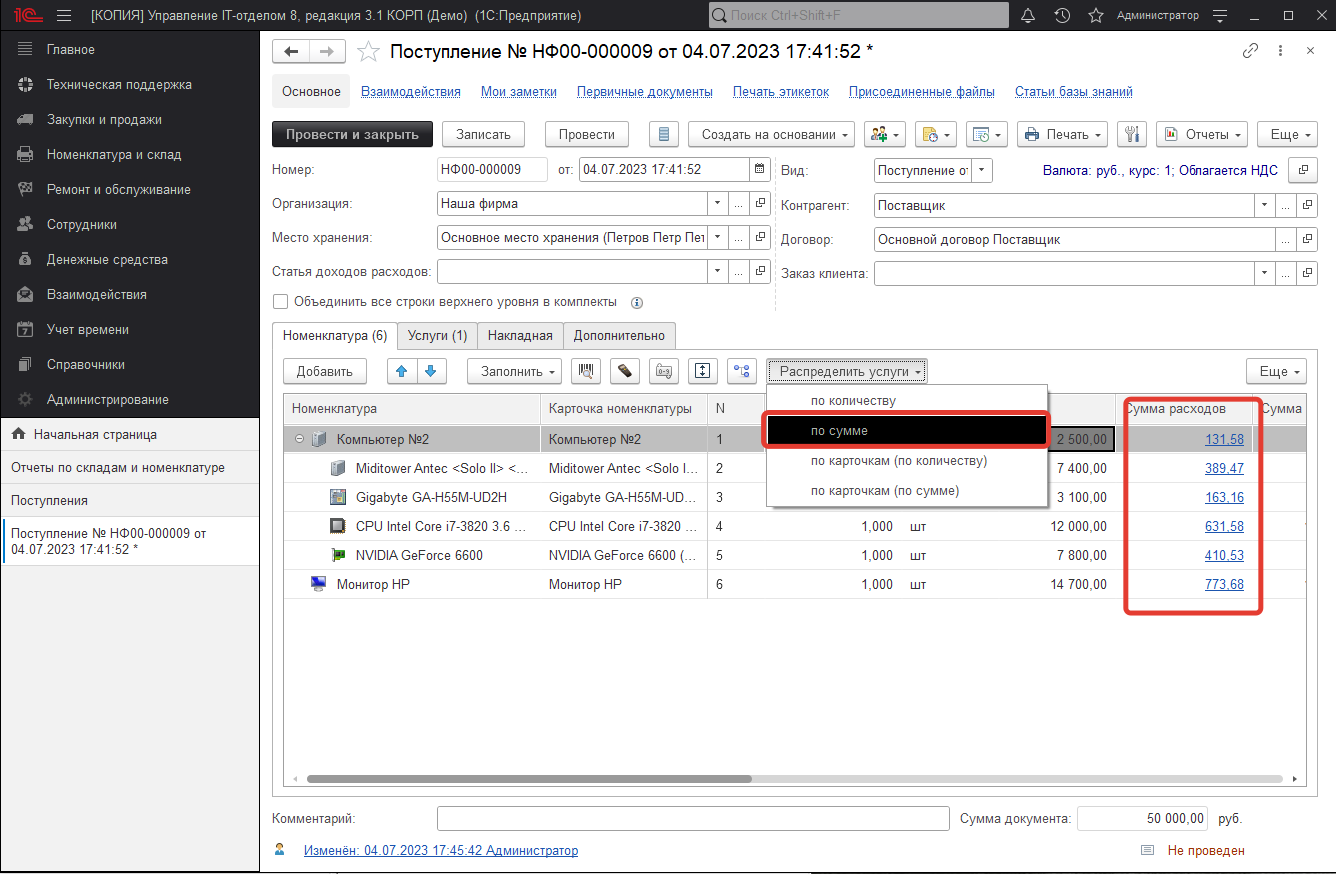 1С [КОПИЯ] Управление IT-отделом 8, редакция 3.1 КОРП (Демо) (1С:Предприятие) Поиск Ctrl+Shift+F Администратор
Главное
Техническая поддержка
Закупки и продажи
Номенклатура и склад
Ремонт и обслуживание
Сотрудники
Денежные средства
Взаимодействия
Учет времени
Справочники
Администрирование
Начальная страница
Отчеты по складам и номенклатуре
Поступления
Поступление № НФ00-000009 от
04.07.2023 17:41:52 *
Поступление № НФ00-000009 от 04.07.2023 17:41:52 *
Основное Взаимодействия Мои заметки Первичные документы Печать этикеток Присоединенные файлы Статьи базы знаний
Провести и закрыть Записать Провести Создать на основании Печать Отчеты Еще
Номер: НФ00-000009 от: 04.07.2023 17:41:52 Вид: Поступление от Валюта: руб., курс: 1; Облагается НДС
Организация: Наша фирма Контрагент: Поставщик
Место хранения: Основное место хранения (Петров Петр Пет Договор: Основной договор Поставщик
Статья доходов расходов: Заказ клиента:
Объединить все строки верхнего уровня в комплекты
Номенклатура (6) Услуги (1) Накладная Дополнительно
Добавить Заполнить Распределить услуги Еще
по количеству
по сумме
по карточкам (по количеству)
по карточкам (по сумме)
Номенклатура Карточка номенклатуры N Сумма расходов Сумма
Компьютер №2 Компьютер №2 1 2 500,00 131,58
Miditower Antec <Solo II> <... Miditower Antec <Solo I... 2 7 400,00 389,47
Gigabyte GA-H55M-UD2H Gigabyte GA-H55M-UD... 3 3 100,00 163,16
CPU Intel Core i7-3820 3.6 ... CPU Intel Core i7-3820 ... 4 1,000 шт 12 000,00 631,58
NVIDIA GeForce 6600 NVIDIA GeForce 6600 (... 5 1,000 шт 7 800,00 410,53
Монитор HP Монитор HP 6 1,000 шт 14 700,00 773,68
Комментарий: Сумма документа: 50 000,00 руб.
Изменён: 04.07.2023 17:45:42 Администратор Не проведен